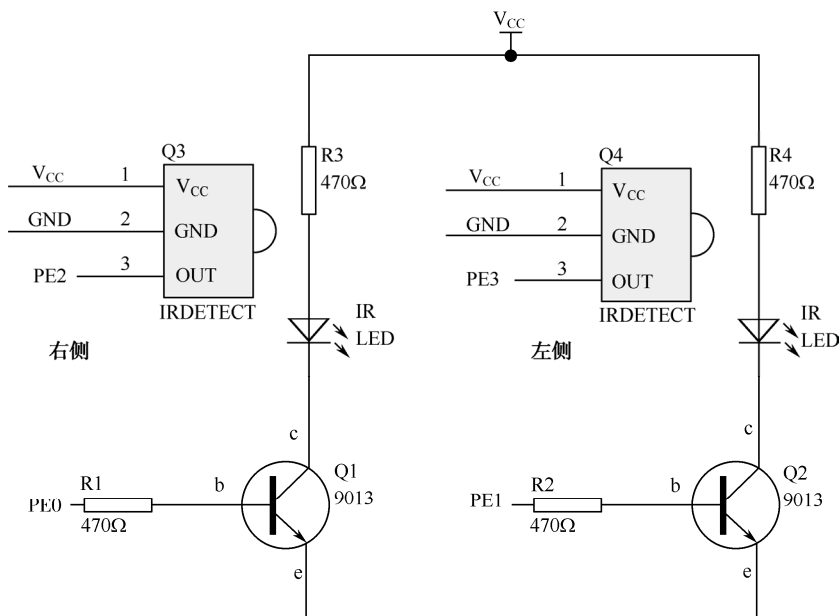 VCC
Q3
VCC 1 VCC
GND 2 GND
PE2 3 OUT
IRDETECT
R3
470Ω
IR
LED
右侧
c
R1
b
Q1
9013
PE0
470Ω
e
Q4
VCC 1 VCC
GND 2 GND
PE3 3 OUT
IRDETECT
R4
470Ω
IR
LED
左侧
c
R2
b
Q2
9013
PE1
470Ω
e